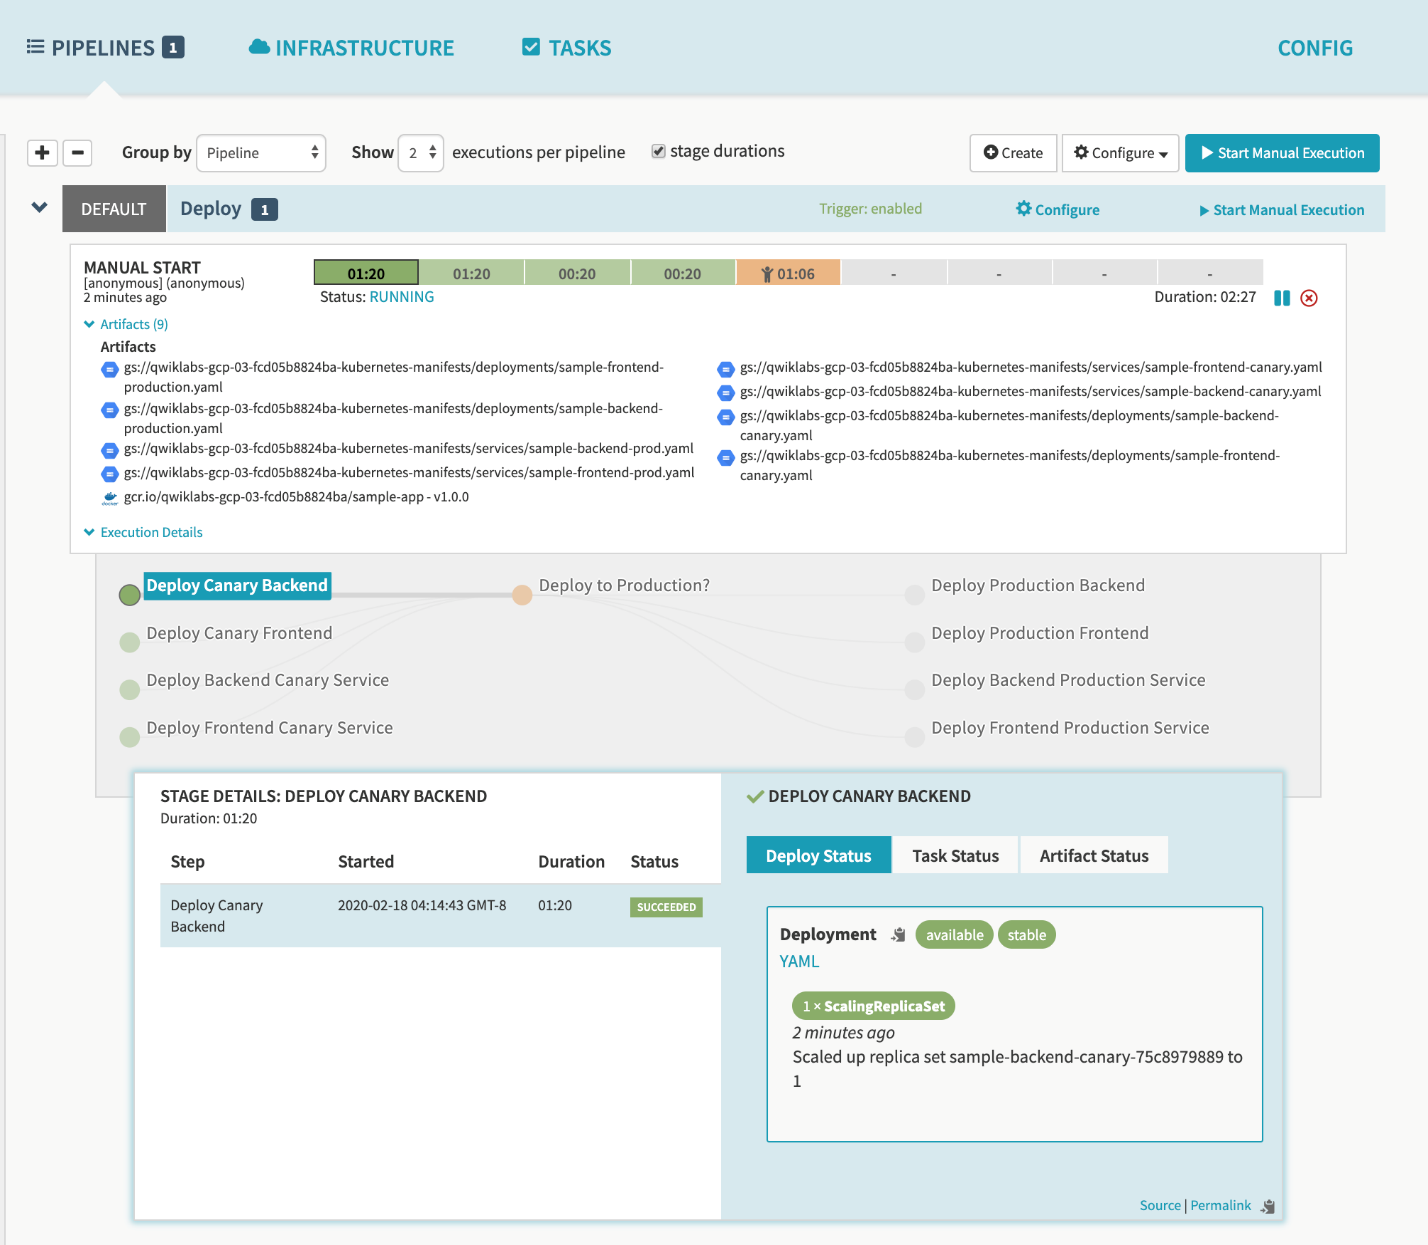 PIPELINES 1 INFRASTRUCTURE TASKS CONFIG
Group by Pipeline Show 2 executions per pipeline stage durations Create Configure Start Manual Execution
DEFAULT Deploy 1 Trigger: enabled Configure Start Manual Execution
MANUAL START 01:20 01:20 00:20 00:20 01:06 - - - -
[anonymous] (anonymous)
2 minutes ago Status: RUNNING Duration: 02:27
Artifacts (9)
Artifacts
gs://qwiklabs-gcp-03-fcd05b8824ba-kubernetes-manifests/deployments/sample-frontend-
production.yaml
gs://qwiklabs-gcp-03-fcd05b8824ba-kubernetes-manifests/deployments/sample-backend-
production.yaml
gs://qwiklabs-gcp-03-fcd05b8824ba-kubernetes-manifests/services/sample-backend-prod.yaml
gs://qwiklabs-gcp-03-fcd05b8824ba-kubernetes-manifests/services/sample-frontend-prod.yaml
gcr.io/qwiklabs-gcp-03-fcd05b8824ba/sample-app - v1.0.0
gs://qwiklabs-gcp-03-fcd05b8824ba-kubernetes-manifests/services/sample-frontend-canary.yaml
gs://qwiklabs-gcp-03-fcd05b8824ba-kubernetes-manifests/services/sample-backend-canary.yaml
gs://qwiklabs-gcp-03-fcd05b8824ba-kubernetes-manifests/deployments/sample-backend-
canary.yaml
gs://qwiklabs-gcp-03-fcd05b8824ba-kubernetes-manifests/deployments/sample-frontend-
canary.yaml
Execution Details
Deploy Canary Backend Deploy to Production? Deploy Production Backend
Deploy Canary Frontend Deploy Production Frontend
Deploy Backend Canary Service Deploy Backend Production Service
Deploy Frontend Canary Service Deploy Frontend Production Service
STAGE DETAILS: DEPLOY CANARY BACKEND
Duration: 01:20
Step Started Duration Status
Deploy Canary 2020-02-18 04:14:43 GMT-8 01:20 SUCCEEDED
Backend
DEPLOY CANARY BACKEND
Deploy Status Task Status Artifact Status
Deployment available stable
YAML
1 × ScalingReplicaSet
2 minutes ago
Scaled up replica set sample-backend-canary-75c8979889 to
1
Source | Permalink